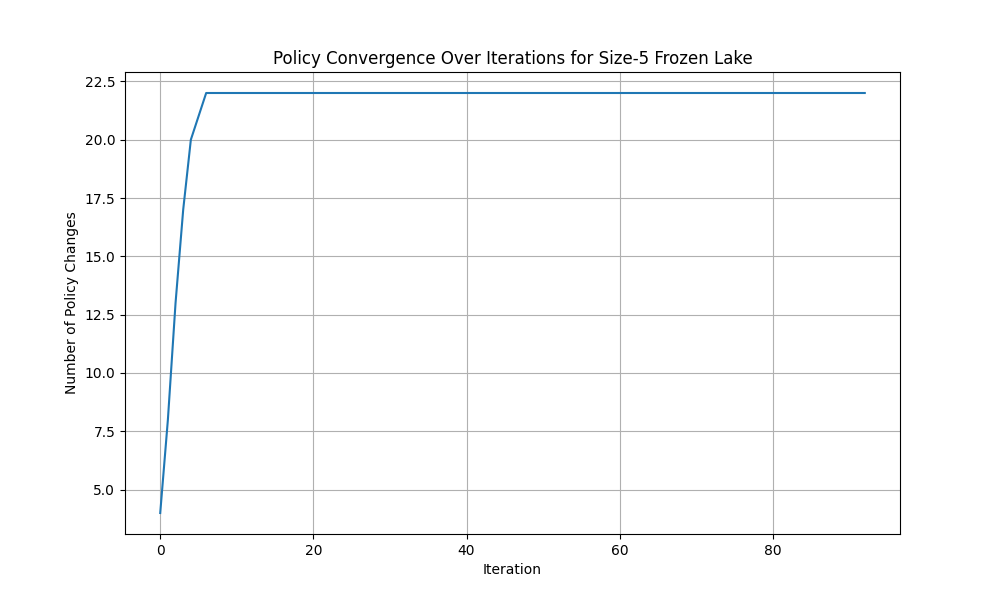 Policy Convergence Over Iterations for Size-5 Frozen Lake
Number of Policy Changes
22.5
20.0
17.5
15.0
12.5
10.0
7.5
5.0
0 20 40 60 80
Iteration